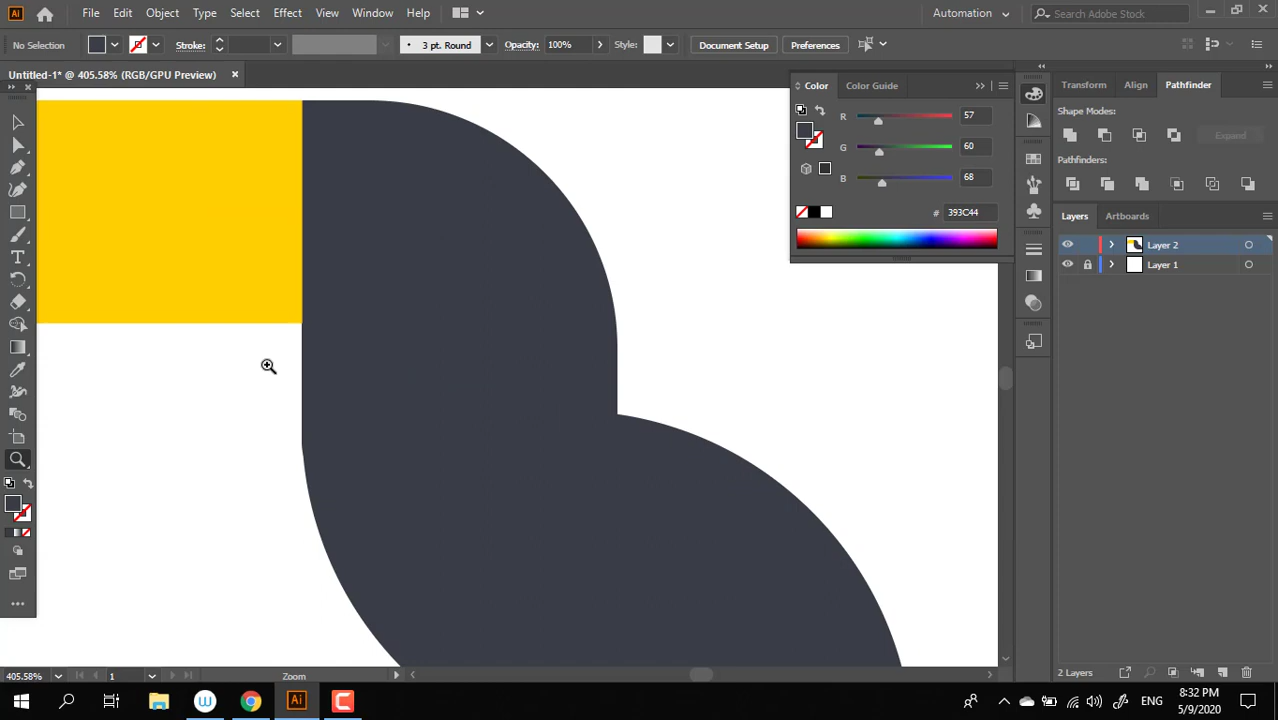 Ai File Edit Object Type Select Effect View Window Help Automation Search Adobe Stock
No Selection Stroke: 3 pt. Round Opacity: 100% Style: Document Setup Preferences
Untitled-1* @ 405.58% (RGB/GPU Preview)
Color Color Guide
R 57
G 60
B 68
# 393C44
Transform Align Pathfinder
Shape Modes:
Expand
Pathfinders:
Layers Artboards
Layer 2
Layer 1
405.58% 1 Zoom
2 Layers
W Ai C ENG 8:32 PM
5/9/2020